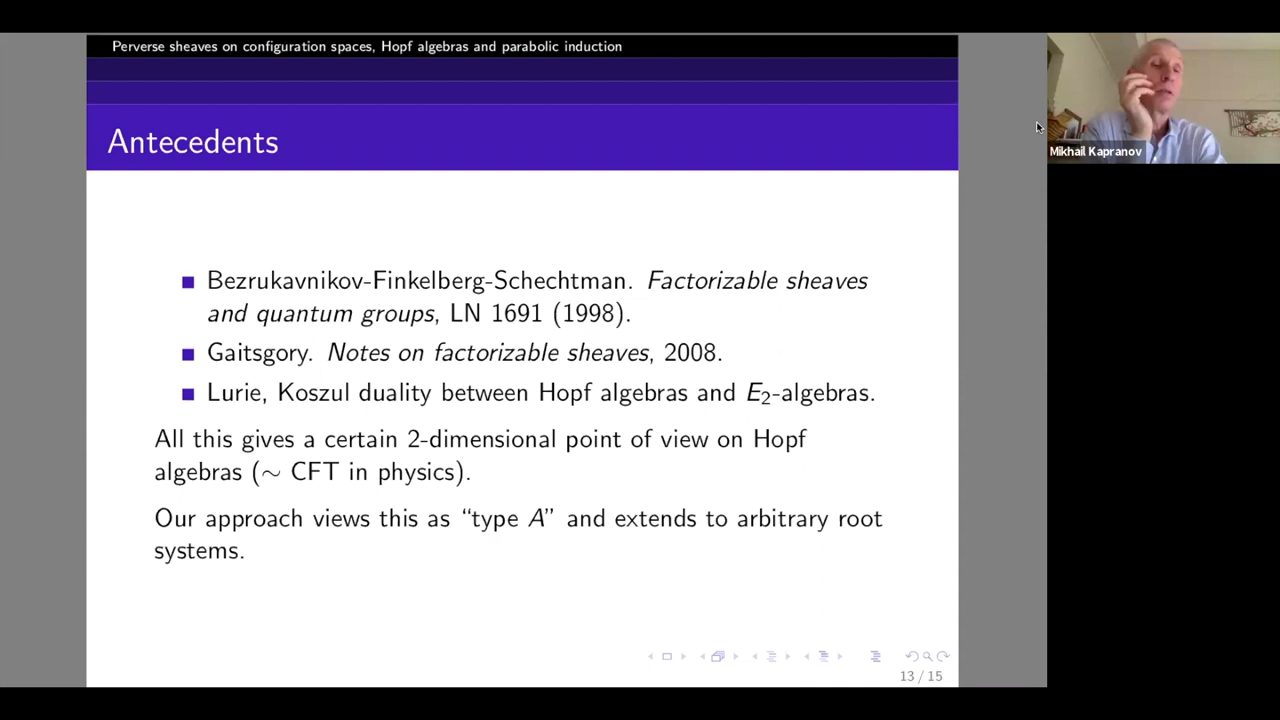 Perverse sheaves on configuration spaces, Hopf algebras and parabolic induction
Antecedents
Mikhail Kapranov
Bezrukavnikov-Finkelberg-Schechtman. Factorizable sheaves
and quantum groups, LN 1691 (1998).
Gaitsgory. Notes on factorizable sheaves, 2008.
Lurie, Koszul duality between Hopf algebras and E₂-algebras.
All this gives a certain 2-dimensional point of view on Hopf
algebras (∼ CFT in physics).
Our approach views this as “type A” and extends to arbitrary root
systems.
13 / 15